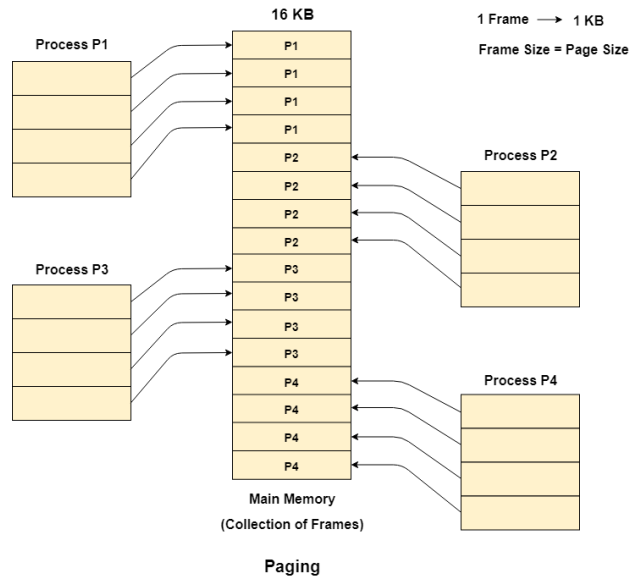 16 KB
1 Frame → 1 KB
Frame Size = Page Size
Process P1
P1
P1
P1
P1
P2
P2
P2
P2
P3
P3
P3
P3
P4
P4
P4
P4
Process P2
Process P3
Process P4
Main Memory
(Collection of Frames)
Paging